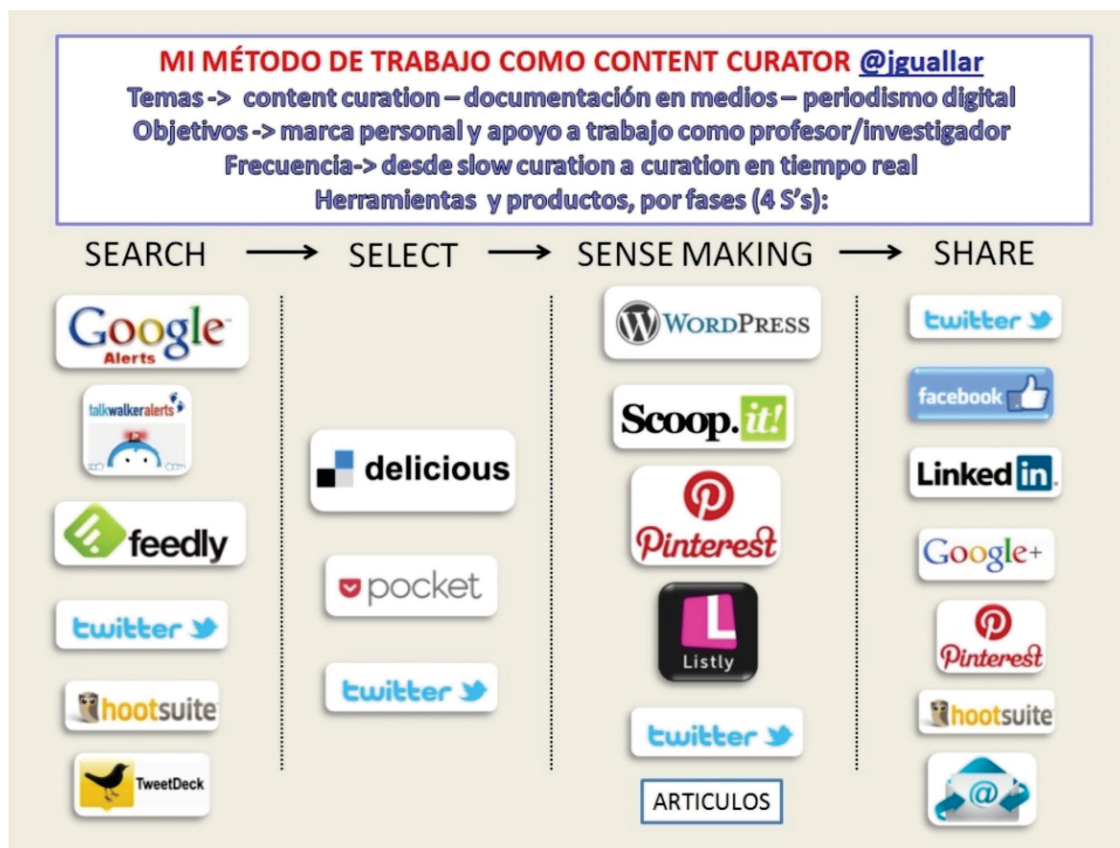 MI MÉTODO DE TRABAJO COMO CONTENT CURATOR @jguallar
Temas -> content curation – documentación en medios – periodismo digital
Objetivos -> marca personal y apoyo a trabajo como profesor/investigador
Frecuencia-> desde slow curation a curation en tiempo real
Herramientas y productos, por fases (4 S's):
SEARCH → SELECT → SENSE MAKING → SHARE
Google™
Alerts
talkwalkeralerts
feedly
twitter
hootsuite
TweetDeck
delicious
pocket
twitter
WORDPRESS
Scoop.it!
Pinterest
L
Listly
twitter
ARTICULOS
twitter
facebook
Linked in.
Google+
Pinterest
hootsuite
@